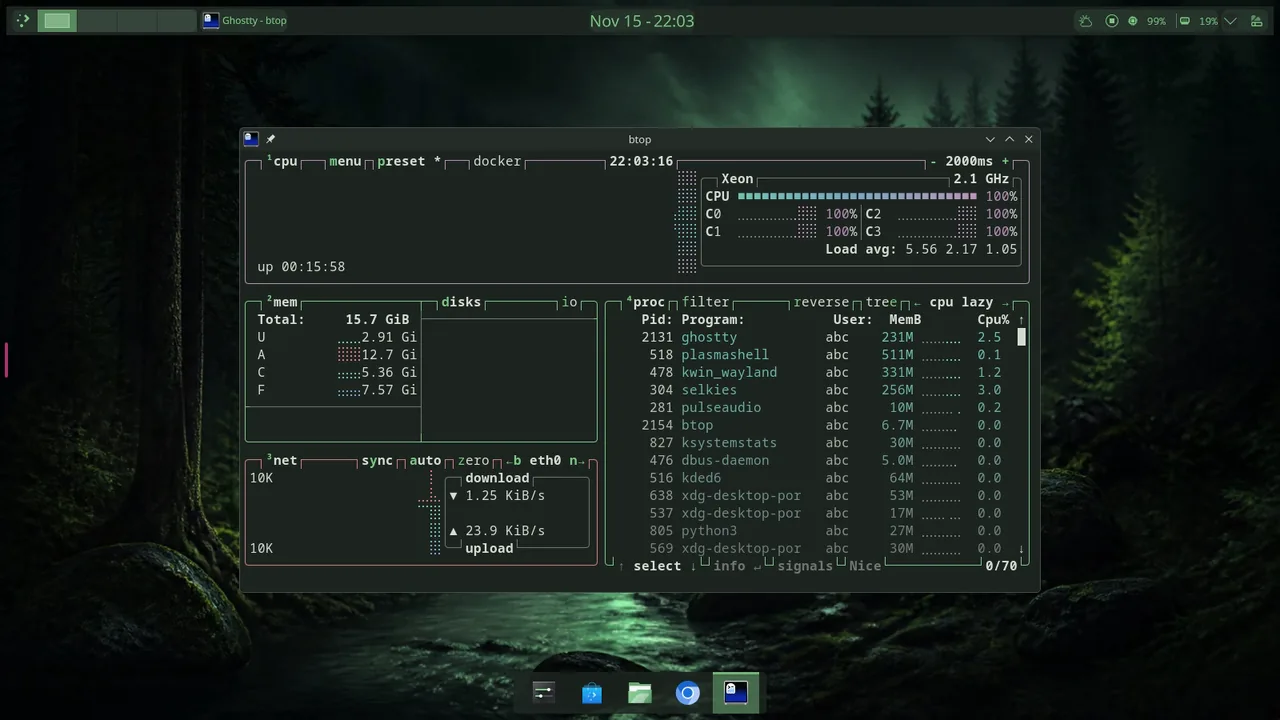 Ghostty - btop
Nov 15 - 22:03
99% 19%
btop
¹cpu menu preset * docker 22:03:16 - 2000ms +
Xeon 2.1 GHz
CPU 100%
C0 100% C2 100%
C1 100% C3 100%
Load avg: 5.56 2.17 1.05
up 00:15:58
²mem disks io
Total: 15.7 GiB
U 2.91 Gi
A 12.7 Gi
C 5.36 Gi
F 7.57 Gi
³net sync auto zero ←b eth0 n→
10K download
▼ 1.25 KiB/s
▲ 23.9 KiB/s
10K upload
⁴proc filter reverse tree ← cpu lazy →
Pid: Program: User: MemB Cpu% ↑
2131 ghostty abc 231M 2.5
518 plasmashell abc 511M 0.1
478 kwin_wayland abc 331M 1.2
304 selkies abc 256M 3.0
281 pulseaudio abc 10M 0.2
2154 btop abc 6.7M 0.0
827 ksystemstats abc 30M 0.0
476 dbus-daemon abc 5.0M 0.0
516 kded6 abc 64M 0.0
638 xdg-desktop-por abc 53M 0.0
537 xdg-desktop-por abc 17M 0.0
805 python3 abc 27M 0.0
569 xdg-desktop-por abc 30M 0.0 ↓
↑ select ↓ info ↵ signals Nice 0/70